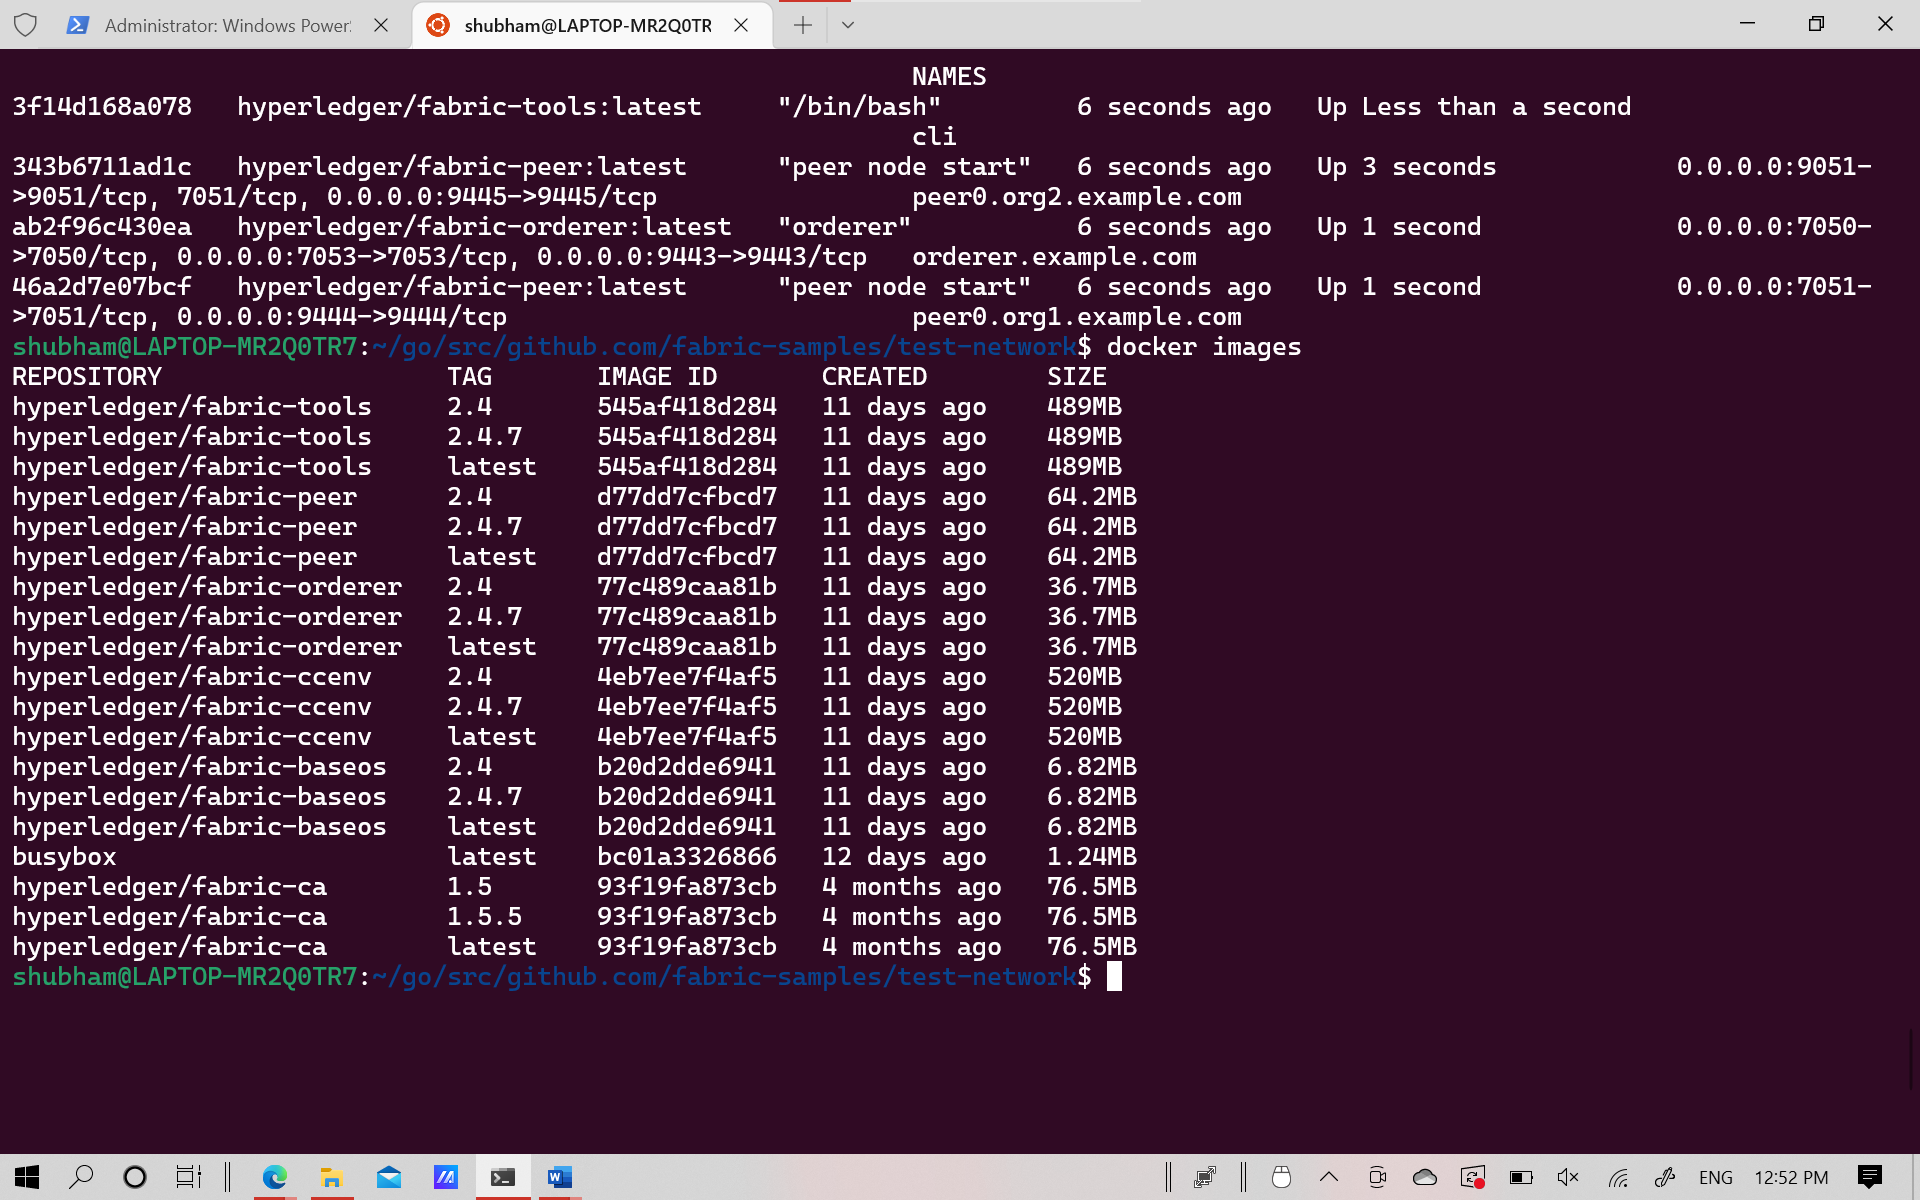 Administrator: Windows Power
shubham@LAPTOP-MR2Q0TR
NAMES
3f14d168a078   hyperledger/fabric-tools:latest     "/bin/bash"         6 seconds ago   Up Less than a second
cli
343b6711ad1c   hyperledger/fabric-peer:latest      "peer node start"   6 seconds ago   Up 3 seconds            0.0.0.0:9051-
>9051/tcp, 7051/tcp, 0.0.0.0:9445->9445/tcp                 peer0.org2.example.com
ab2f96c430ea   hyperledger/fabric-orderer:latest   "orderer"           6 seconds ago   Up 1 second             0.0.0.0:7050-
>7050/tcp, 0.0.0.0:7053->7053/tcp, 0.0.0.0:9443->9443/tcp   orderer.example.com
46a2d7e07bcf   hyperledger/fabric-peer:latest      "peer node start"   6 seconds ago   Up 1 second             0.0.0.0:7051-
>7051/tcp, 0.0.0.0:9444->9444/tcp                           peer0.org1.example.com
shubham@LAPTOP-MR2Q0TR7:~/go/src/github.com/fabric-samples/test-network$ docker images
REPOSITORY                   TAG       IMAGE ID       CREATED        SIZE
hyperledger/fabric-tools     2.4       545af418d284   11 days ago    489MB
hyperledger/fabric-tools     2.4.7     545af418d284   11 days ago    489MB
hyperledger/fabric-tools     latest    545af418d284   11 days ago    489MB
hyperledger/fabric-peer      2.4       d77dd7cfbcd7   11 days ago    64.2MB
hyperledger/fabric-peer      2.4.7     d77dd7cfbcd7   11 days ago    64.2MB
hyperledger/fabric-peer      latest    d77dd7cfbcd7   11 days ago    64.2MB
hyperledger/fabric-orderer   2.4       77c489caa81b   11 days ago    36.7MB
hyperledger/fabric-orderer   2.4.7     77c489caa81b   11 days ago    36.7MB
hyperledger/fabric-orderer   latest    77c489caa81b   11 days ago    36.7MB
hyperledger/fabric-ccenv     2.4       4eb7ee7f4af5   11 days ago    520MB
hyperledger/fabric-ccenv     2.4.7     4eb7ee7f4af5   11 days ago    520MB
hyperledger/fabric-ccenv     latest    4eb7ee7f4af5   11 days ago    520MB
hyperledger/fabric-baseos    2.4       b20d2dde6941   11 days ago    6.82MB
hyperledger/fabric-baseos    2.4.7     b20d2dde6941   11 days ago    6.82MB
hyperledger/fabric-baseos    latest    b20d2dde6941   11 days ago    6.82MB
busybox                      latest    bc01a3326866   12 days ago    1.24MB
hyperledger/fabric-ca        1.5       93f19fa873cb   4 months ago   76.5MB
hyperledger/fabric-ca        1.5.5     93f19fa873cb   4 months ago   76.5MB
hyperledger/fabric-ca        latest    93f19fa873cb   4 months ago   76.5MB
shubham@LAPTOP-MR2Q0TR7:~/go/src/github.com/fabric-samples/test-network$
ENG 12:52 PM